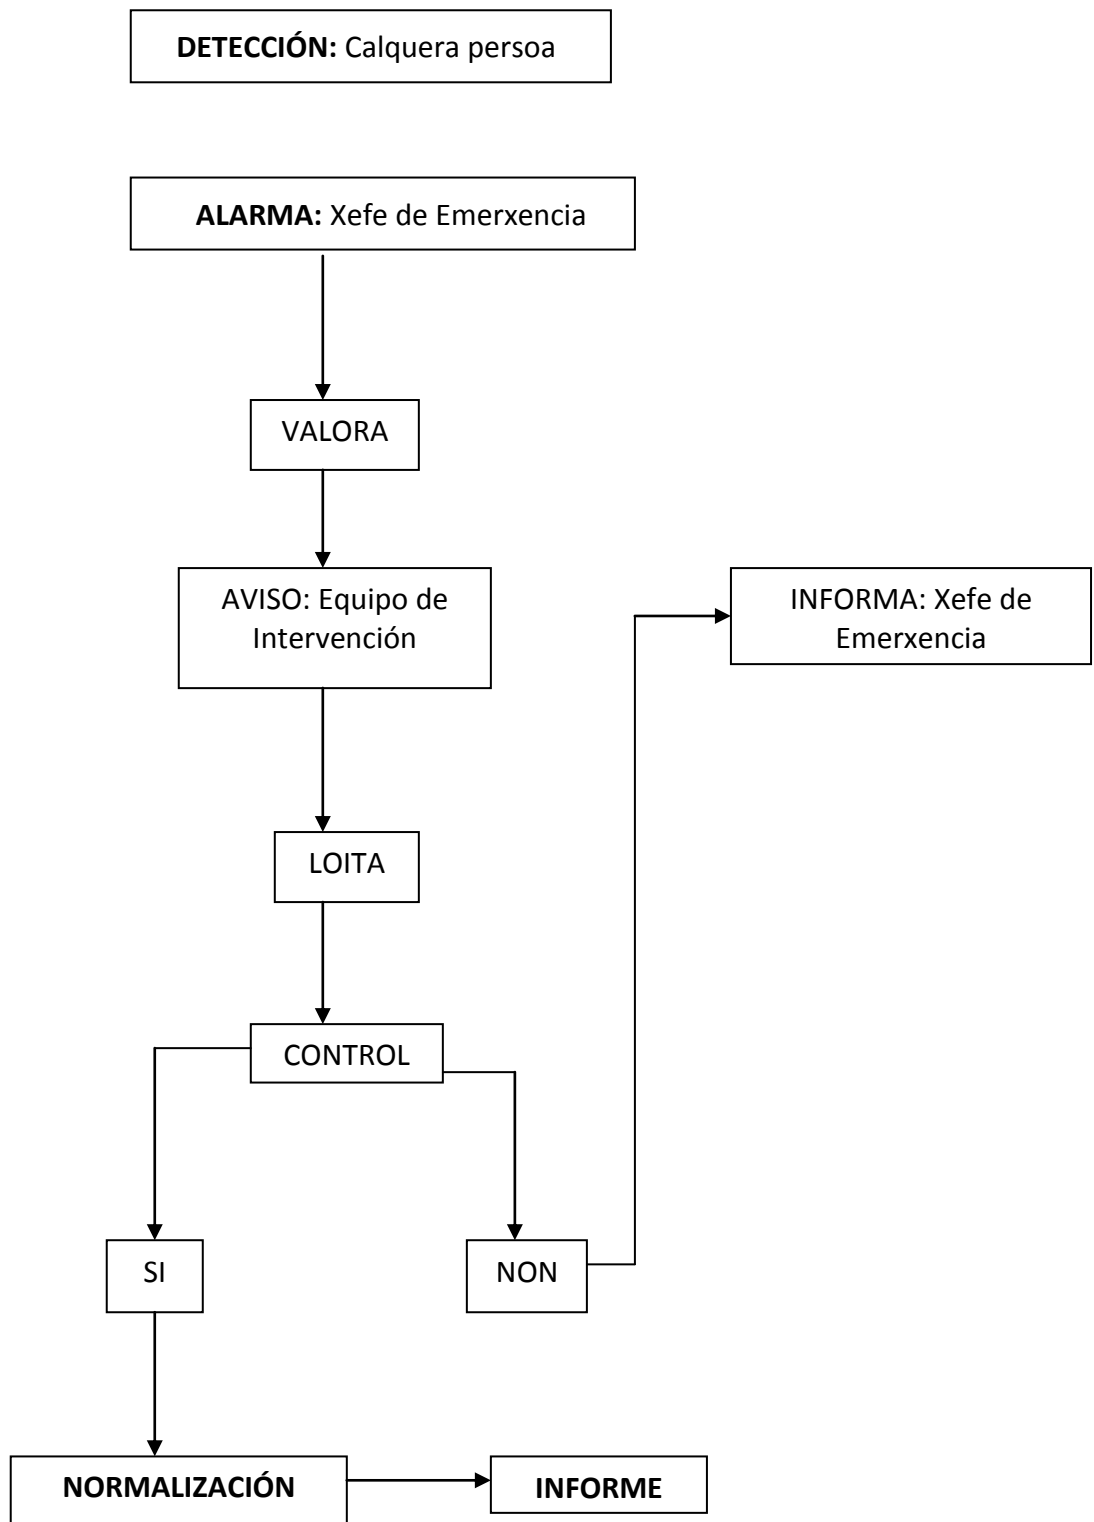 DETECCIÓN: Calquera persoa
ALARMA: Xefe de Emerxencia
VALORA
AVISO: Equipo de
Intervención
INFORMA: Xefe de
Emerxencia
LOITA
CONTROL
SI
NON
NORMALIZACIÓN
INFORME